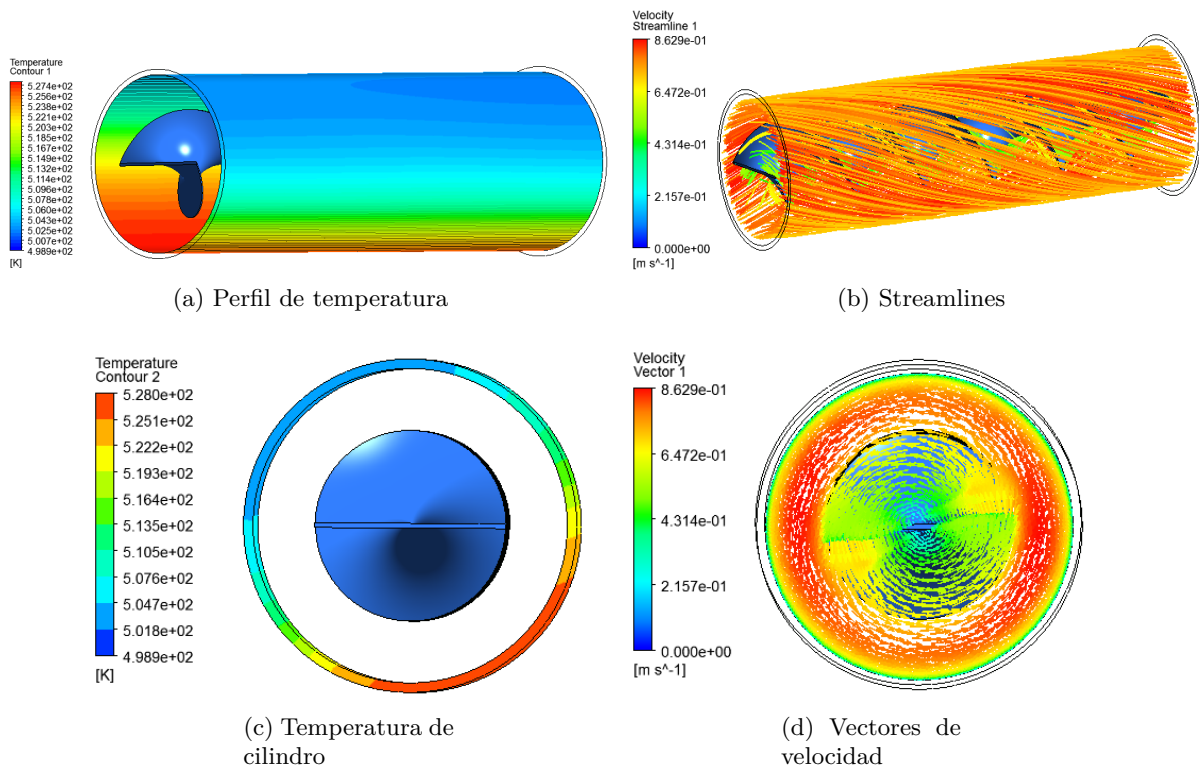 Temperature
Contour 1
5.274e+02
5.256e+02
5.238e+02
5.221e+02
5.203e+02
5.185e+02
5.167e+02
5.149e+02
5.132e+02
5.114e+02
5.096e+02
5.078e+02
5.060e+02
5.043e+02
5.025e+02
5.007e+02
4.989e+02
[K]
(a) Perfil de temperatura
Velocity
Streamline 1
8.629e-01
6.472e-01
4.314e-01
2.157e-01
0.000e+00
[m s^-1]
(b) Streamlines
Temperature
Contour 2
5.280e+02
5.251e+02
5.222e+02
5.193e+02
5.164e+02
5.135e+02
5.105e+02
5.076e+02
5.047e+02
5.018e+02
4.989e+02
[K]
(c) Temperatura de
cilindro
Velocity
Vector 1
8.629e-01
6.472e-01
4.314e-01
2.157e-01
0.000e+00
[m s^-1]
(d) Vectores de
velocidad